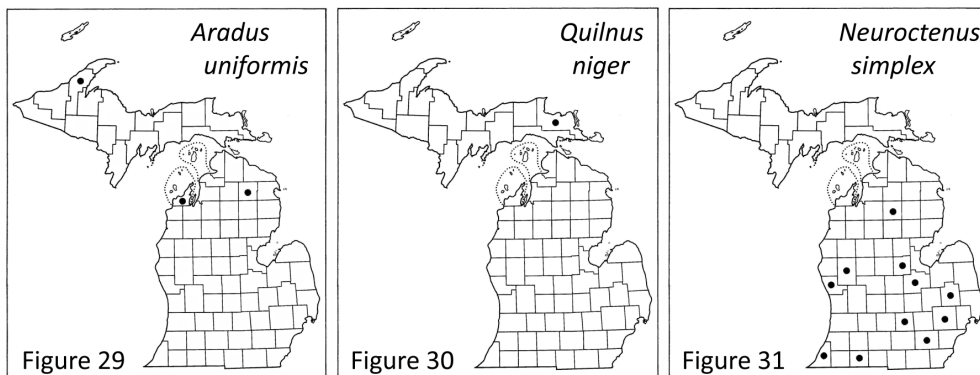 Aradus
uniformis
Figure 29
Quilnus
niger
Figure 30
Neuroctenus
simplex
Figure 31